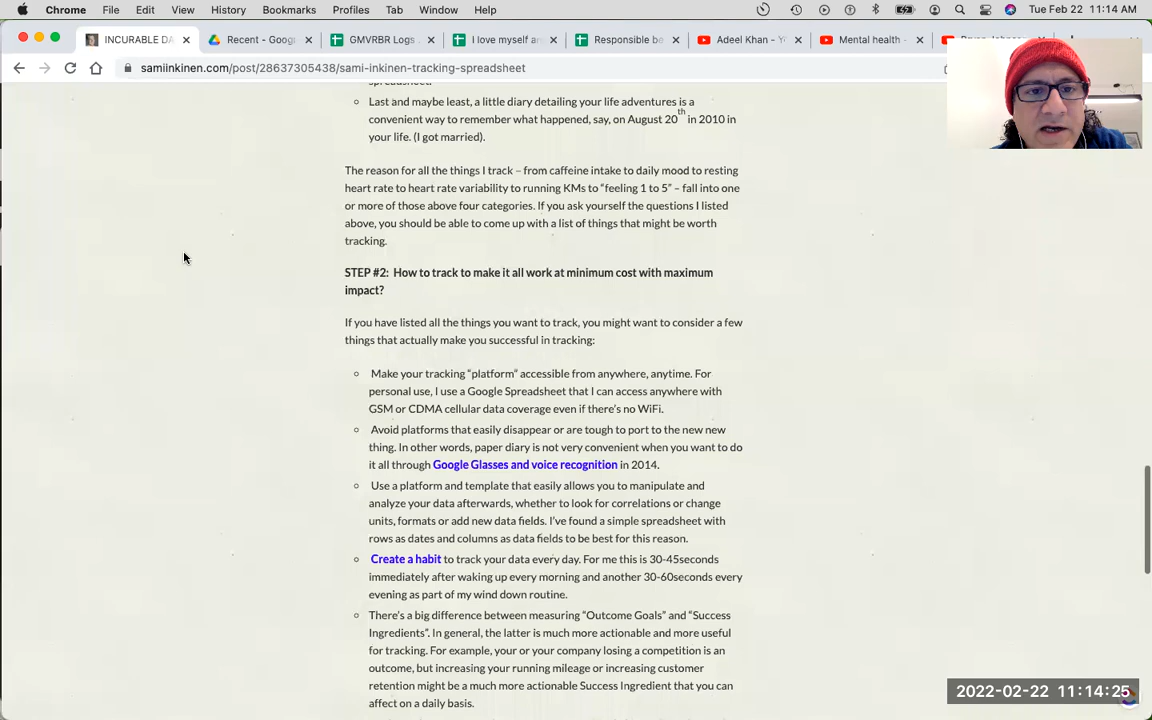 Chrome File Edit View History Bookmarks Profiles Tab Window Help Tue Feb 22 11:14 AM
INCURABLE DA Recent - Goog GMVRBR Logs I love myself an Responsible be Adeel Khan - Y Mental health -
samiinkinen.com/post/28637305438/sami-inkinen-tracking-spreadsheet
spreadsheet.
Last and maybe least, a little diary detailing your life adventures is a
convenient way to remember what happened, say, on August 20th in 2010 in
your life. (I got married).
The reason for all the things I track – from caffeine intake to daily mood to resting
heart rate to heart rate variability to running KMs to “feeling 1 to 5” – fall into one
or more of those above four categories. If you ask yourself the questions I listed
above, you should be able to come up with a list of things that might be worth
tracking.
STEP #2: How to track to make it all work at minimum cost with maximum
impact?
If you have listed all the things you want to track, you might want to consider a few
things that actually make you successful in tracking:
Make your tracking “platform” accessible from anywhere, anytime. For
personal use, I use a Google Spreadsheet that I can access anywhere with
GSM or CDMA cellular data coverage even if there’s no WiFi.
Avoid platforms that easily disappear or are tough to port to the new new
thing. In other words, paper diary is not very convenient when you want to do
it all through Google Glasses and voice recognition in 2014.
Use a platform and template that easily allows you to manipulate and
analyze your data afterwards, whether to look for correlations or change
units, formats or add new data fields. I’ve found a simple spreadsheet with
rows as dates and columns as data fields to be best for this reason.
Create a habit to track your data every day. For me this is 30-45seconds
immediately after waking up every morning and another 30-60seconds every
evening as part of my wind down routine.
There’s a big difference between measuring “Outcome Goals” and “Success
Ingredients”. In general, the latter is much more actionable and more useful
for tracking. For example, your or your company losing a competition is an
outcome, but increasing your running mileage or increasing customer
retention might be a much more actionable Success Ingredient that you can
affect on a daily basis.
2022-02-22 11:14:25